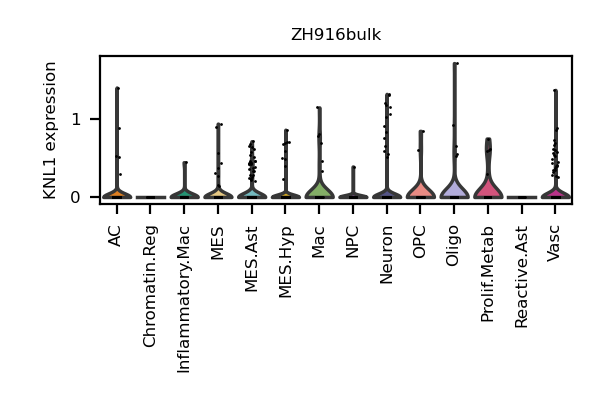 ZH916bulk
KNL1 expression
1
0
AC
Chromatin.Reg
Inflammatory.Mac
MES
MES.Ast
MES.Hyp
Mac
NPC
Neuron
OPC
Oligo
Prolif.Metab
Reactive.Ast
Vasc